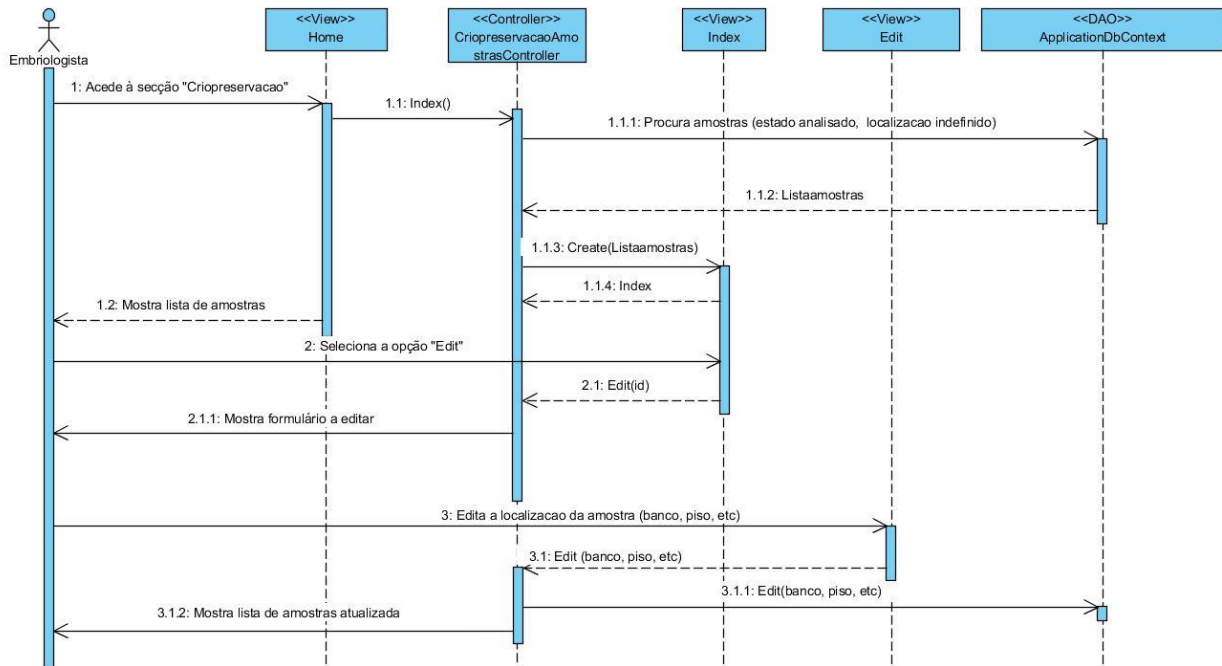 <<View>>
Home
<<Controller>>
CriopreservacaoAmo
strasController
<<View>>
Index
<<View>>
Edit
<<DAO>>
ApplicationDbContext
Embriologista
1: Acede à secção "Criopreservacao"
1.1: Index()
1.1.1: Procura amostras (estado analisado, localizacao indefinido)
1.1.2: Listaamostras
1.1.3: Create(Listaamostras)
1.1.4: Index
1.2: Mostra lista de amostras
2: Seleciona a opção "Edit"
2.1: Edit(id)
2.1.1: Mostra formulário a editar
3: Edita a localizacao da amostra (banco, piso, etc)
3.1: Edit (banco, piso, etc)
3.1.1: Edit(banco, piso, etc)
3.1.2: Mostra lista de amostras atualizada